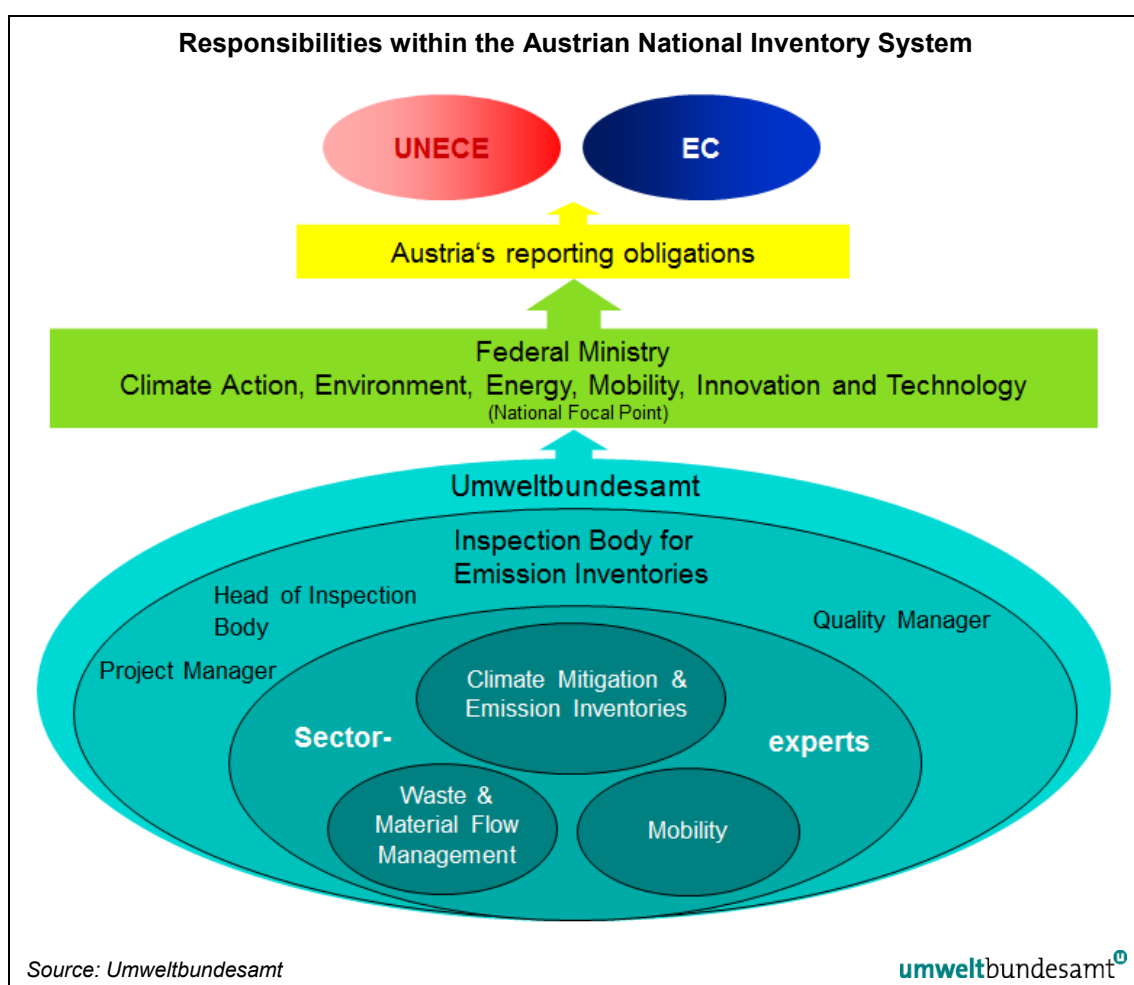 Responsibilities within the Austrian National Inventory System
UNECE
EC
Austria‘s reporting obligations
Federal Ministry
Climate Action, Environment, Energy, Mobility, Innovation and Technology
(National Focal Point)
Umweltbundesamt
Inspection Body for
Emission Inventories
Head of Inspection
Body
Quality Manager
Project Manager
Climate Mitigation &
Emission Inventories
Sector-
experts
Waste &
Material Flow
Management
Mobility
Source: Umweltbundesamt
umweltbundesamt